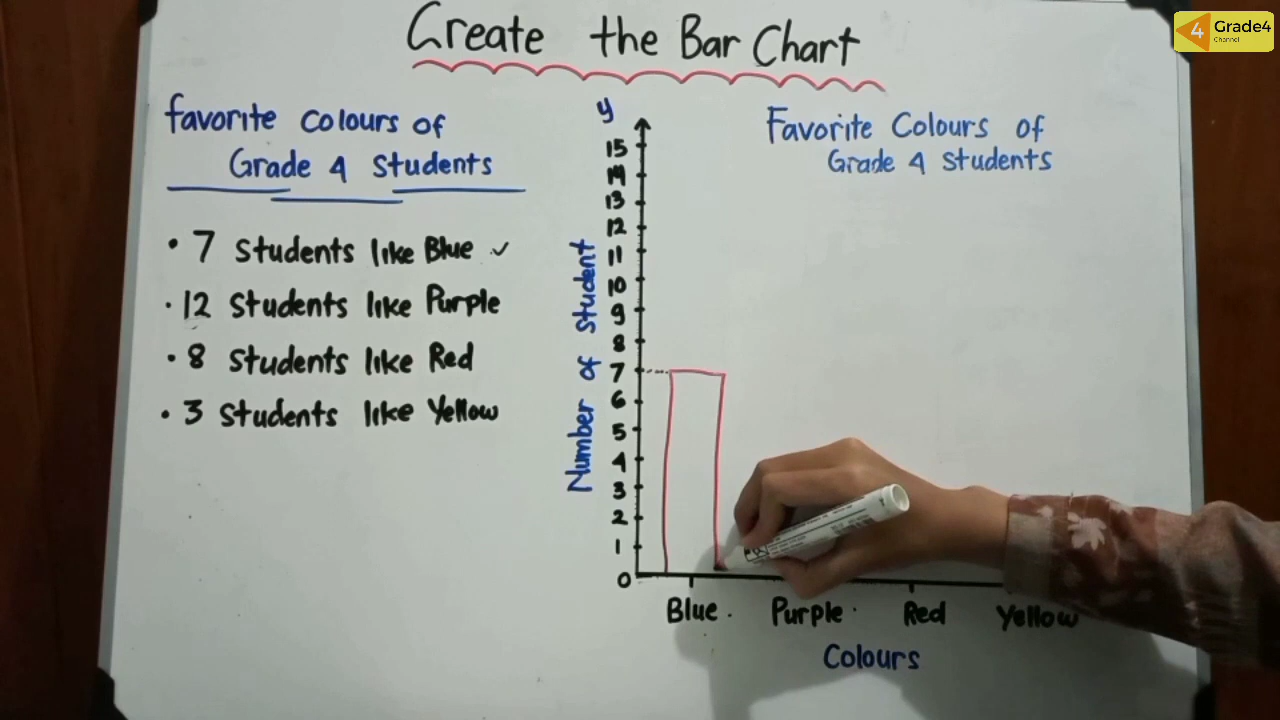 Create the Bar Chart
4 Grade4
Channel
favorite colours of
Grade 4 Students
• 7 Students like Blue ✓
• 12 Students like Purple
• 8 Students like Red
• 3 Students like Yellow
Favorite Colours of
Grade 4 Students
y
15
14
13
12
11
10
9
8
7
6
5
4
3
2
1
0
Number of student
Blue . Purple . Red Yellow
Colours